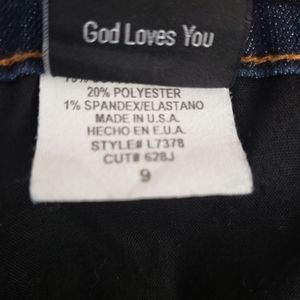 God Loves You
20% POLYESTER
1% SPANDEX/ELASTANO
MADE IN U.S.A.
HECHO EN E.U.A.
STYLE# L7378
CUT# 628J
9